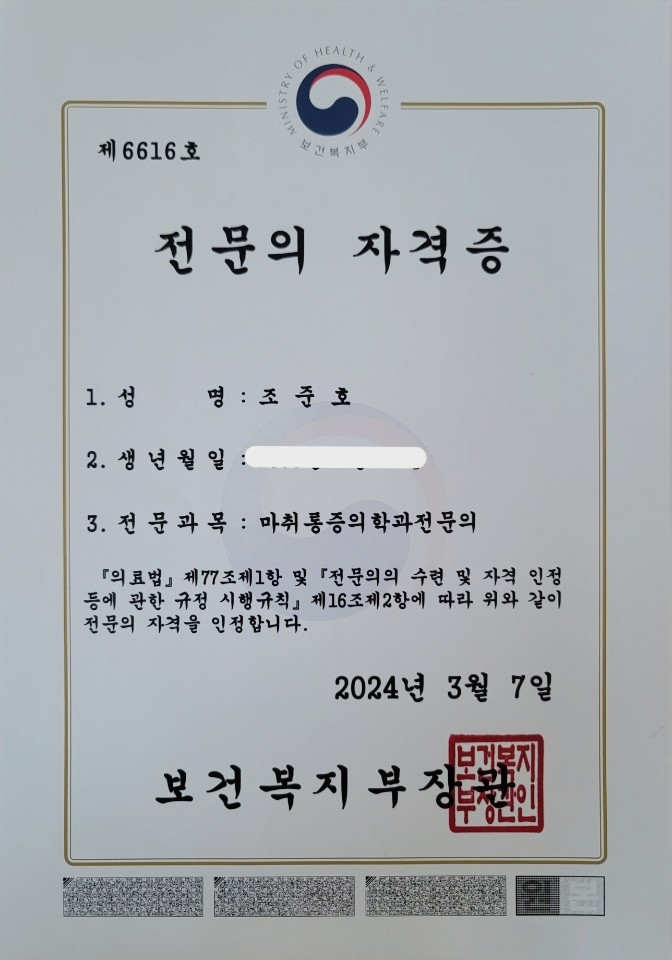 MINISTRY OF HEALTH & WELFARE
보건복지부
제6616호
전문의 자격증
1. 성 명 : 조 준 호
2. 생 년 월 일 :
3. 전 문 과 목 : 마취통증의학과전문의
『의료법』 제77조제1항 및 『전문의의 수련 및 자격 인정
등에 관한 규정 시행규칙』 제16조제2항에 따라 위와 같이
전문의 자격을 인정합니다.
2024년 3월 7일
보건복지부장관
보건복지
부장관인